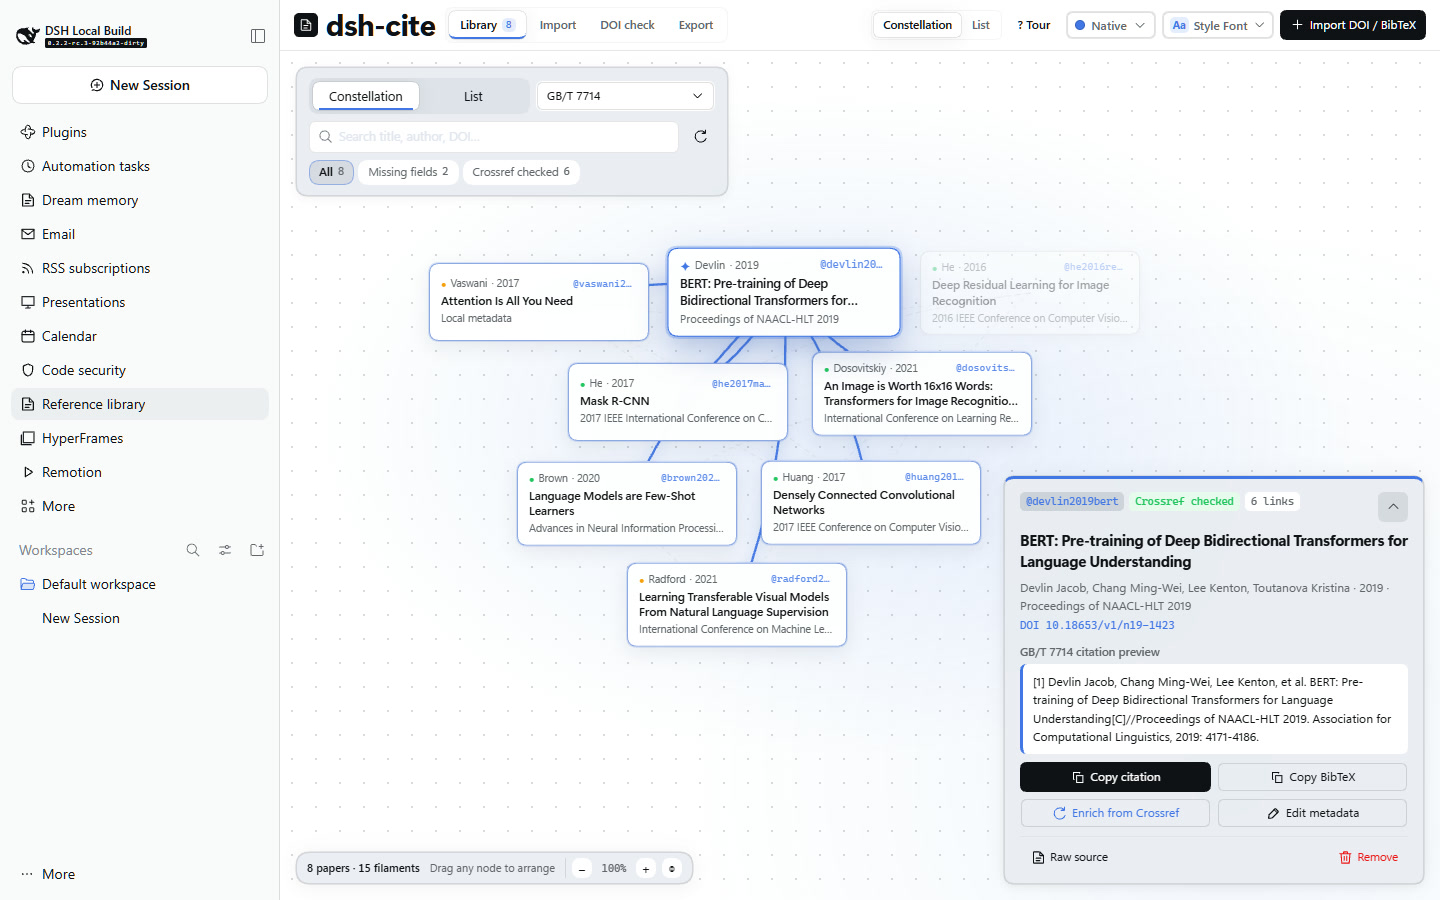 DSH Local Build
0.2.2-rc.3-92b44a2-dirty
New Session
Plugins
Automation tasks
Dream memory
Email
RSS subscriptions
Presentations
Calendar
Code security
Reference library
HyperFrames
Remotion
More
Workspaces
Default workspace
New Session
More
dsh-cite
Library 8
Import
DOI check
Export
Constellation
List
? Tour
Native
Aa Style Font
Import DOI / BibTeX
Constellation
List
GB/T 7714
Search title, author, DOI...
All 8
Missing fields 2
Crossref checked 6
Vaswani · 2017 @vaswani2...
Attention Is All You Need
Local metadata
Devlin · 2019 @devlin20...
BERT: Pre-training of Deep
Bidirectional Transformers for...
Proceedings of NAACL-HLT 2019
He · 2016 @he2016re...
Deep Residual Learning for Image
Recognition
2016 IEEE Conference on Computer Visio...
He · 2017 @he2017ma...
Mask R-CNN
2017 IEEE International Conference on C...
Dosovitskiy · 2021 @dosovits...
An Image is Worth 16x16 Words:
Transformers for Image Recognitio...
International Conference on Learning Re...
Brown · 2020 @brown202...
Language Models are Few-Shot
Learners
Advances in Neural Information Processi...
Huang · 2017 @huang201...
Densely Connected Convolutional
Networks
2017 IEEE Conference on Computer Visio...
Radford · 2021 @radford2...
Learning Transferable Visual Models
From Natural Language Supervision
International Conference on Machine Le...
@devlin2019bert Crossref checked 6 links
BERT: Pre-training of Deep Bidirectional Transformers for
Language Understanding
Devlin Jacob, Chang Ming-Wei, Lee Kenton, Toutanova Kristina · 2019 ·
Proceedings of NAACL-HLT 2019
DOI 10.18653/v1/n19-1423
GB/T 7714 citation preview
[1] Devlin Jacob, Chang Ming-Wei, Lee Kenton, et al. BERT: Pre-
training of Deep Bidirectional Transformers for Language
Understanding[C]//Proceedings of NAACL-HLT 2019. Association for
Computational Linguistics, 2019: 4171-4186.
Copy citation
Copy BibTeX
Enrich from Crossref
Edit metadata
Raw source
Remove
8 papers · 15 filaments Drag any node to arrange − 100% +